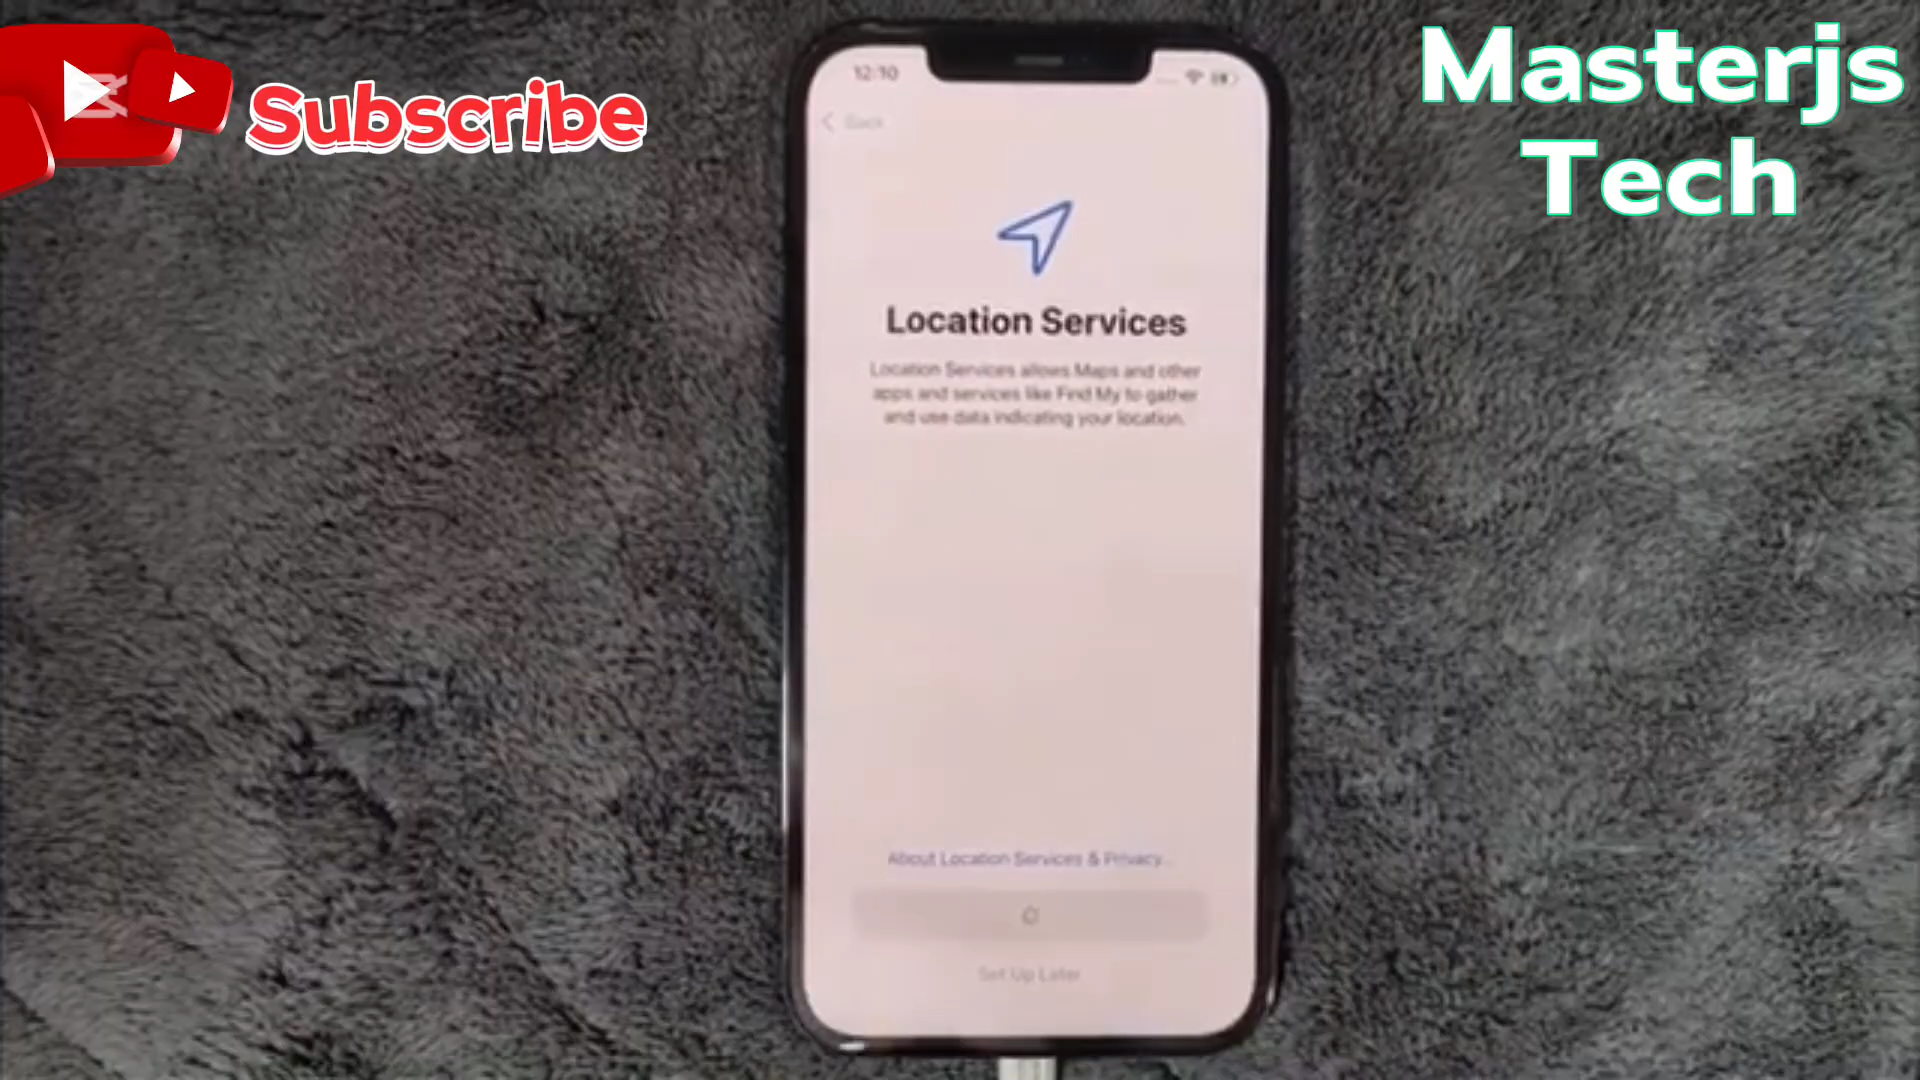 Subscribe
Masterjs
Tech
12:10
Back
Location Services
Location Services allows Maps and other
apps and services like Find My to gather
and use data indicating your location.
About Location Services & Privacy...
Set Up Later